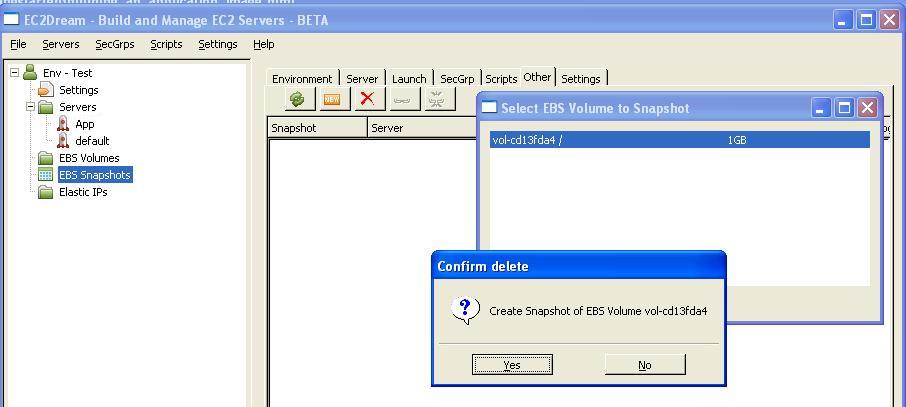 EC2Dream - Build and Manage EC2 Servers - BETA
File Servers SecGrps Scripts Settings Help
Env - Test
Settings
Servers
App
default
EBS Volumes
EBS Snapshots
Elastic IPs
Environment Server Launch SecGrp Scripts Other Settings
NEW
Snapshot Server
Select EBS Volume to Snapshot
vol-cd13fda4 / 1GB
Confirm delete
Create Snapshot of EBS Volume vol-cd13fda4
Yes No